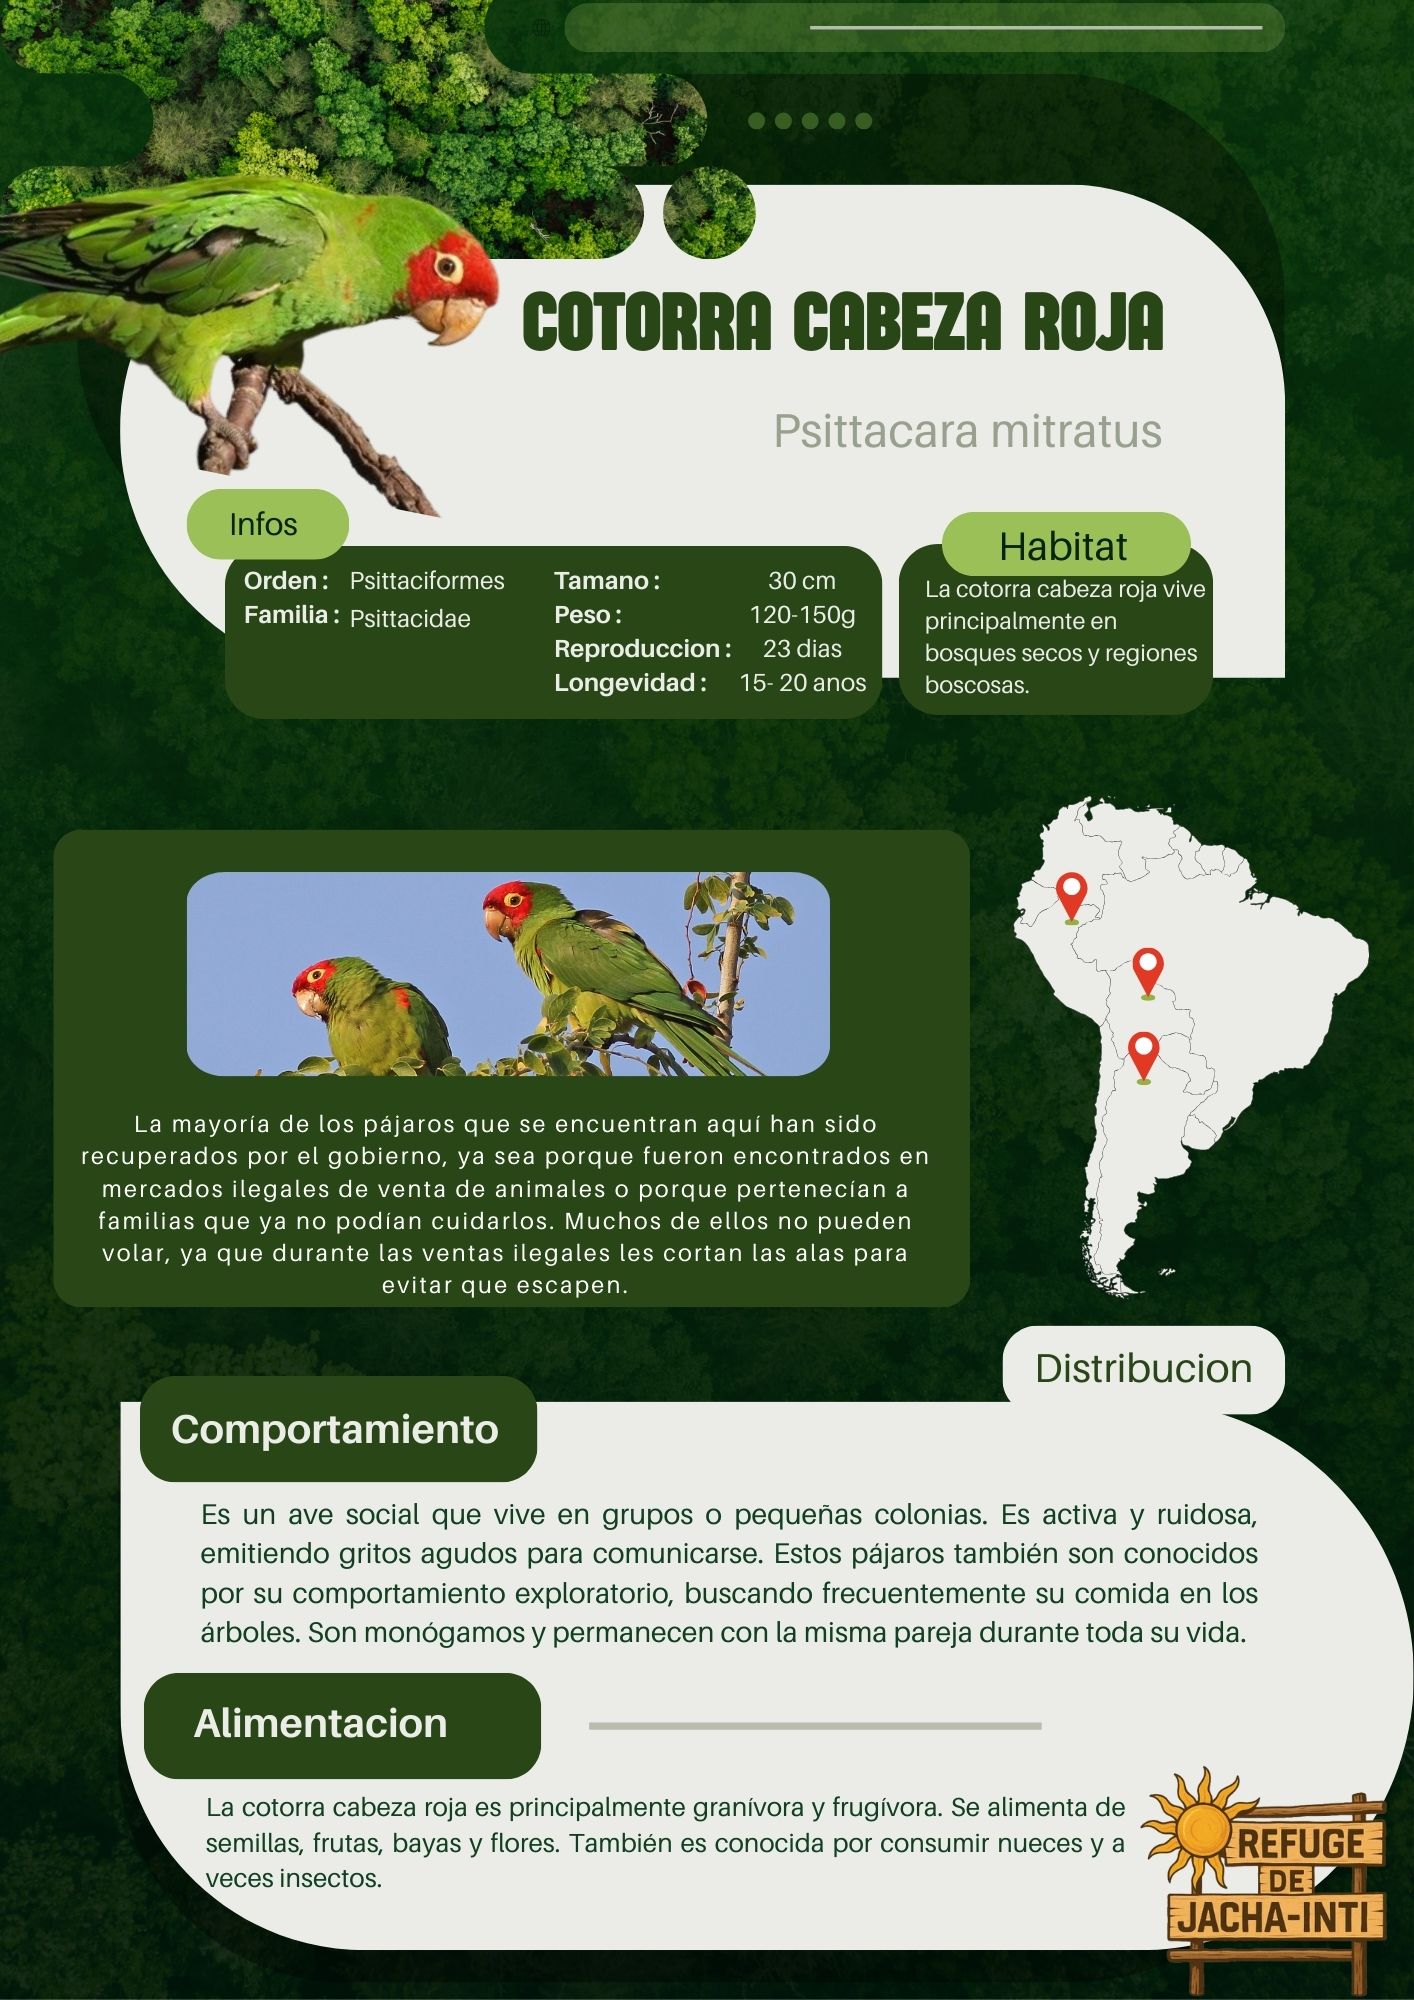 COTORRA CABEZA ROJA
Psittacara mitratus
Infos
Orden : Psittaciformes
Familia : Psittacidae
Tamano : 30 cm
Peso : 120-150g
Reproduccion : 23 dias
Longevidad : 15- 20 anos
Habitat
La cotorra cabeza roja vive
principalmente en
bosques secos y regiones
boscosas.
La mayoría de los pájaros que se encuentran aquí han sido
recuperados por el gobierno, ya sea porque fueron encontrados en
mercados ilegales de venta de animales o porque pertenecían a
familias que ya no podían cuidarlos. Muchos de ellos no pueden
volar, ya que durante las ventas ilegales les cortan las alas para
evitar que escapen.
Distribucion
Comportamiento
Es un ave social que vive en grupos o pequeñas colonias. Es activa y ruidosa,
emitiendo gritos agudos para comunicarse. Estos pájaros también son conocidos
por su comportamiento exploratorio, buscando frecuentemente su comida en los
árboles. Son monógamos y permanecen con la misma pareja durante toda su vida.
Alimentacion
La cotorra cabeza roja es principalmente granívora y frugívora. Se alimenta de
semillas, frutas, bayas y flores. También es conocida por consumir nueces y a
veces insectos.
REFUGE
DE
JACHA-INTI